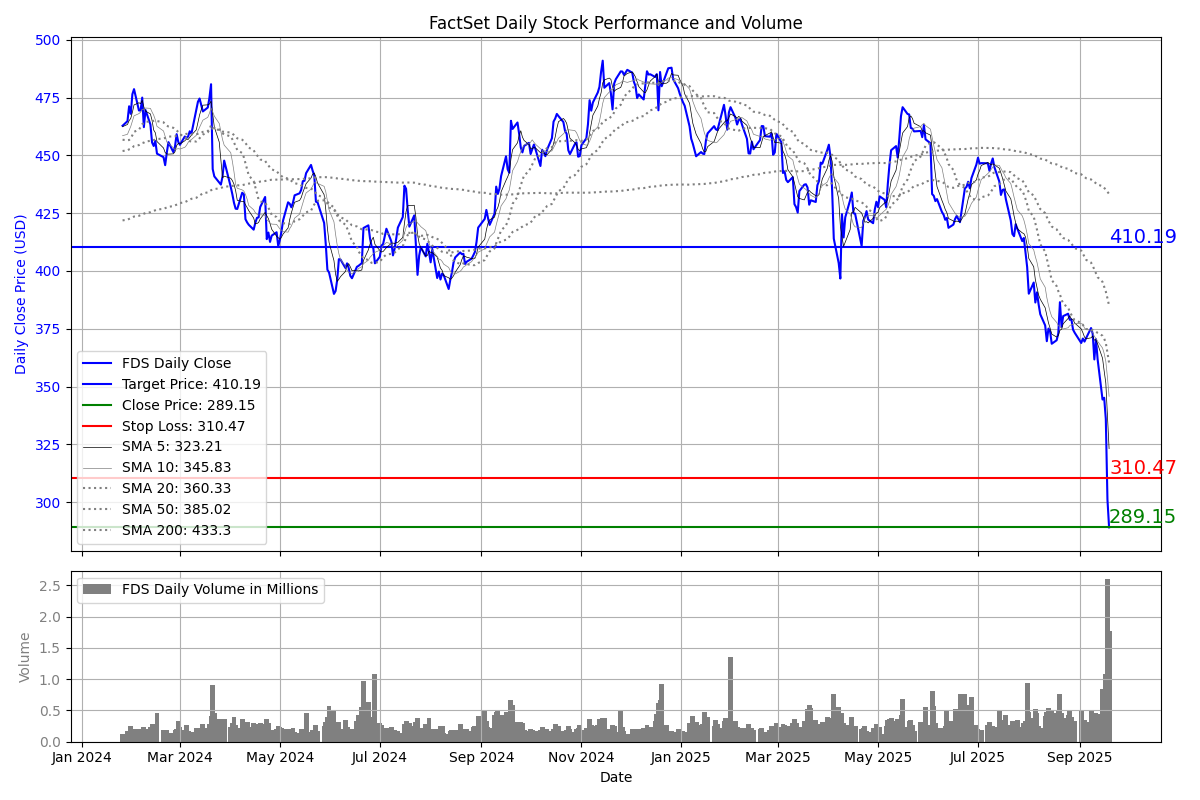 FactSet Daily Stock Performance and Volume
Daily Close Price (USD)
500
475
450
425
400
375
350
325
300
410.19
310.47
289.15
FDS Daily Close
Target Price: 410.19
Close Price: 289.15
Stop Loss: 310.47
SMA 5: 323.21
SMA 10: 345.83
SMA 20: 360.33
SMA 50: 385.02
SMA 200: 433.3
Volume
2.5
2.0
1.5
1.0
0.5
0.0
FDS Daily Volume in Millions
Jan 2024 Mar 2024 May 2024 Jul 2024 Sep 2024 Nov 2024 Jan 2025 Mar 2025 May 2025 Jul 2025 Sep 2025
Date